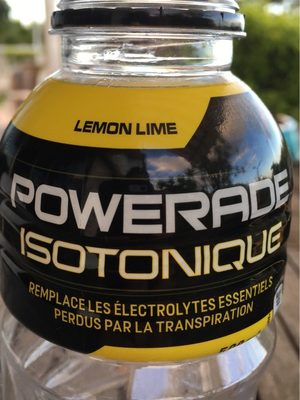 LEMON LIME
POWERADE
ISOTONIQUE
REMPLACE LES ÉLECTROLYTES ESSENTIELS
PERDUS PAR LA TRANSPIRATION